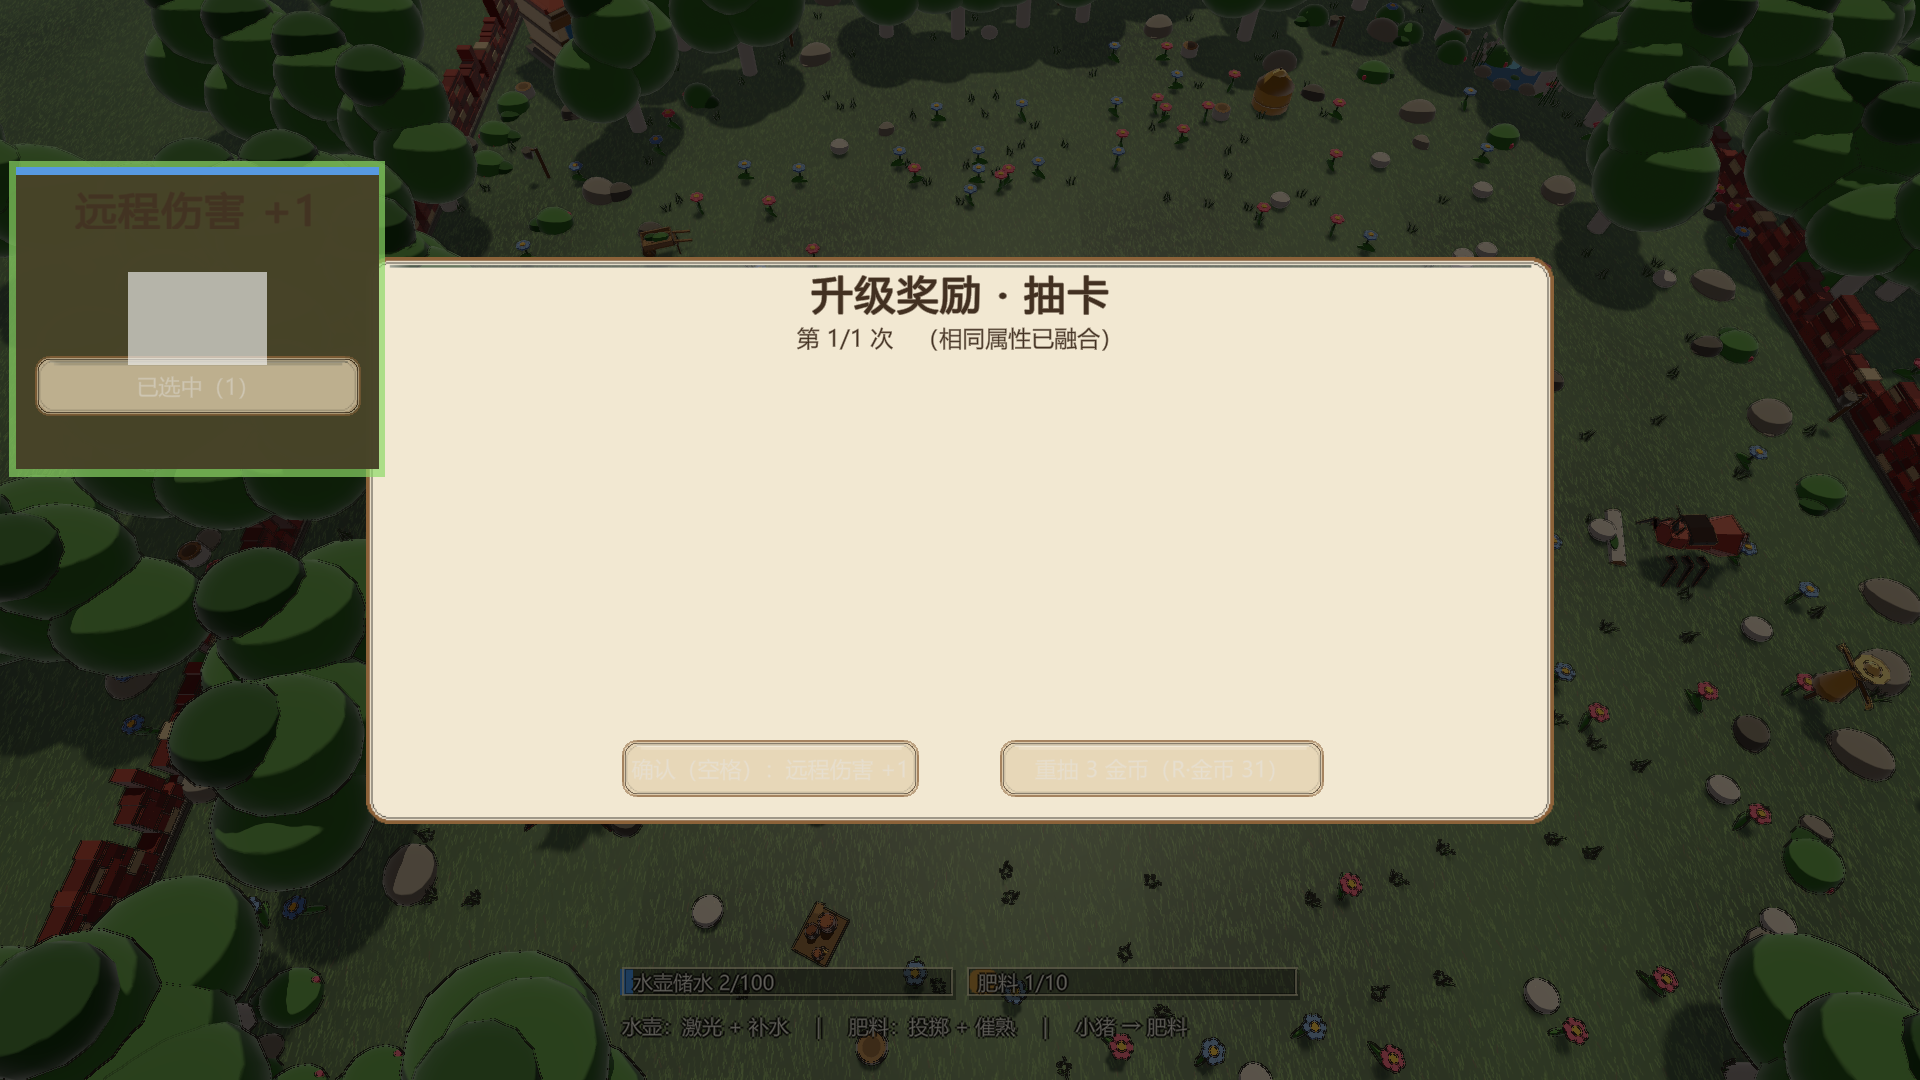 远程伤害 +1
已选中（1）
升级奖励 · 抽卡
第 1/1 次 （相同属性已融合）
确认（空格）：远程伤害 +1
重抽 3 金币（R·金币 31）
水壶储水 2/100
肥料 1/10
水壶：激光 + 补水 | 肥料：投掷 + 催熟 | 小猪 → 肥料